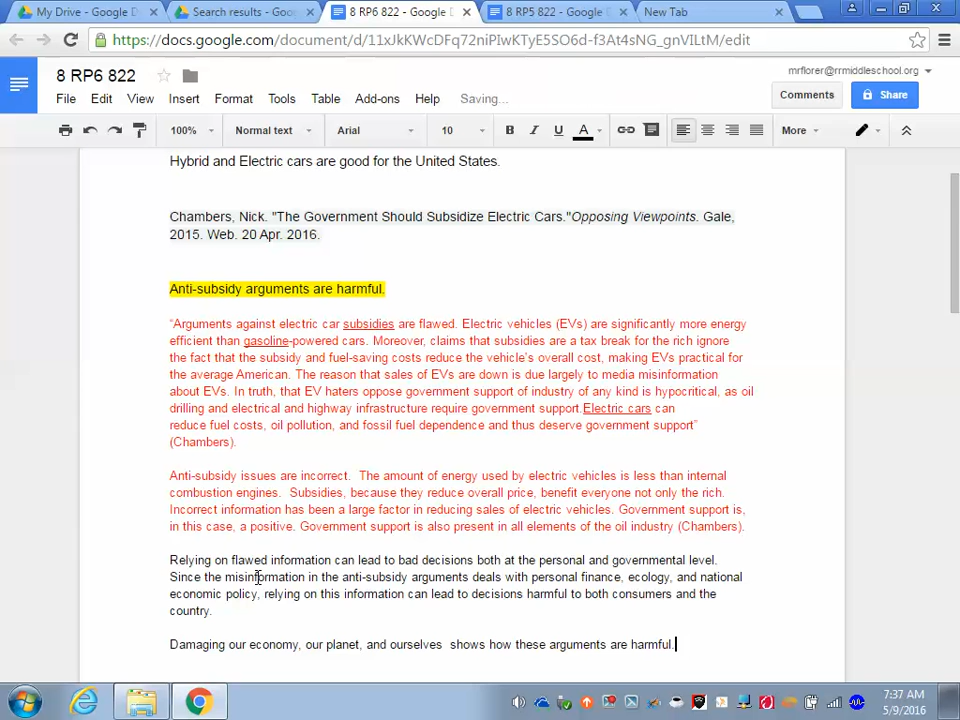 My Drive - Google D
Search results - Goo
8 RP6 822 - Google D
8 RP5 822 - Google D
New Tab
https://docs.google.com/document/d/11xJkKWcDFq72niPIwKTyE5SO6d-f3At4sNG_gnVILtM/edit
8 RP6 822
mrflorer@rrmiddleschool.org
File Edit View Insert Format Tools Table Add-ons Help Saving...
Comments
Share
100% Normal text Arial 10 B I U A More
Hybrid and Electric cars are good for the United States.
Chambers, Nick. "The Government Should Subsidize Electric Cars."Opposing Viewpoints. Gale,
2015. Web. 20 Apr. 2016.
Anti-subsidy arguments are harmful.
“Arguments against electric car subsidies are flawed. Electric vehicles (EVs) are significantly more energy
efficient than gasoline-powered cars. Moreover, claims that subsidies are a tax break for the rich ignore
the fact that the subsidy and fuel-saving costs reduce the vehicle’s overall cost, making EVs practical for
the average American. The reason that sales of EVs are down is due largely to media misinformation
about EVs. In truth, that EV haters oppose government support of industry of any kind is hypocritical, as oil
drilling and electrical and highway infrastructure require government support.Electric cars can
reduce fuel costs, oil pollution, and fossil fuel dependence and thus deserve government support”
(Chambers).
Anti-subsidy issues are incorrect.  The amount of energy used by electric vehicles is less than internal
combustion engines.  Subsidies, because they reduce overall price, benefit everyone not only the rich.
Incorrect information has been a large factor in reducing sales of electric vehicles. Government support is,
in this case, a positive. Government support is also present in all elements of the oil industry (Chambers).
Relying on flawed information can lead to bad decisions both at the personal and governmental level.
Since the misinformation in the anti-subsidy arguments deals with personal finance, ecology, and national
economic policy, relying on this information can lead to decisions harmful to both consumers and the
country.
Damaging our economy, our planet, and ourselves  shows how these arguments are harmful.
7:37 AM
5/9/2016